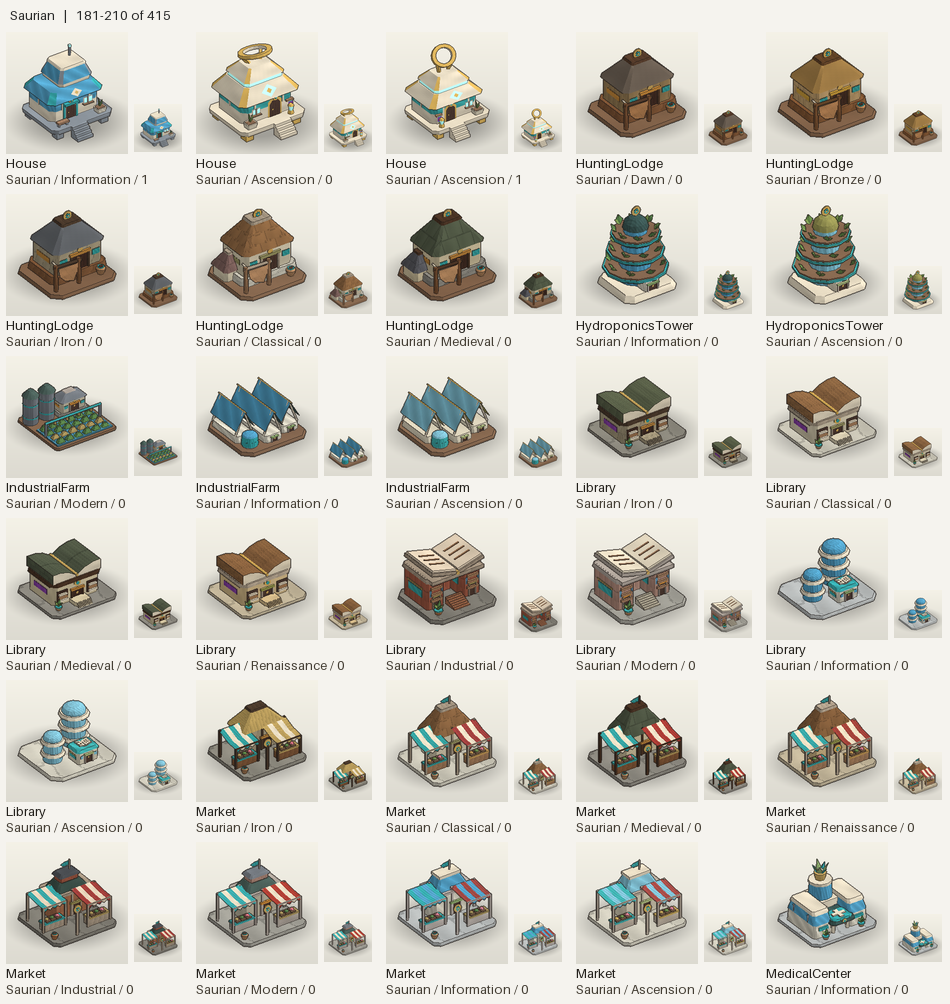 Saurian | 181-210 of 415
House
Saurian / Information / 1
House
Saurian / Ascension / 0
House
Saurian / Ascension / 1
HuntingLodge
Saurian / Dawn / 0
HuntingLodge
Saurian / Bronze / 0
HuntingLodge
Saurian / Iron / 0
HuntingLodge
Saurian / Classical / 0
HuntingLodge
Saurian / Medieval / 0
HydroponicsTower
Saurian / Information / 0
HydroponicsTower
Saurian / Ascension / 0
IndustrialFarm
Saurian / Modern / 0
IndustrialFarm
Saurian / Information / 0
IndustrialFarm
Saurian / Ascension / 0
Library
Saurian / Iron / 0
Library
Saurian / Classical / 0
Library
Saurian / Medieval / 0
Library
Saurian / Renaissance / 0
Library
Saurian / Industrial / 0
Library
Saurian / Modern / 0
Library
Saurian / Information / 0
Library
Saurian / Ascension / 0
Market
Saurian / Iron / 0
Market
Saurian / Classical / 0
Market
Saurian / Medieval / 0
Market
Saurian / Renaissance / 0
Market
Saurian / Industrial / 0
Market
Saurian / Modern / 0
Market
Saurian / Information / 0
Market
Saurian / Ascension / 0
MedicalCenter
Saurian / Information / 0